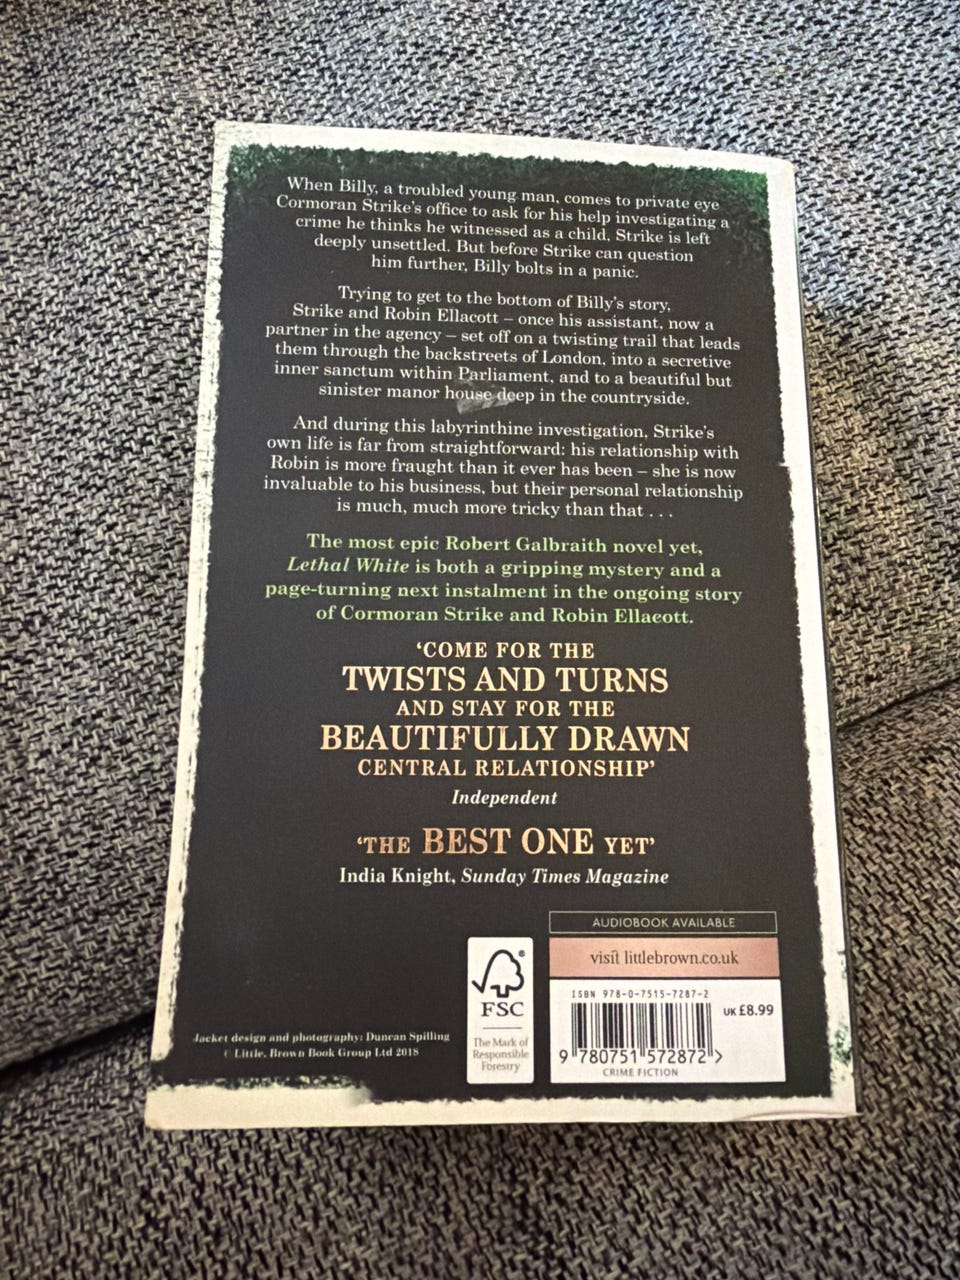 When Billy, a troubled young man, comes to private eye
Cormoran Strike's office to ask for his help investigating a
crime he thinks he witnessed as a child, Strike is left
deeply unsettled. But before Strike can question
him further, Billy bolts in a panic.
Trying to get to the bottom of Billy's story,
Strike and Robin Ellacott – once his assistant, now a
partner in the agency – set off on a twisting trail that leads
them through the backstreets of London, into a secretive
inner sanctum within Parliament, and to a beautiful but
sinister manor house deep in the countryside.
And during this labyrinthine investigation, Strike's
own life is far from straightforward: his relationship with
Robin is more fraught than it ever has been – she is now
invaluable to his business, but their personal relationship
is much, much more tricky than that . . .
The most epic Robert Galbraith novel yet,
Lethal White is both a gripping mystery and a
page-turning next instalment in the ongoing story
of Cormoran Strike and Robin Ellacott.
'COME FOR THE
TWISTS AND TURNS
AND STAY FOR THE
BEAUTIFULLY DRAWN
CENTRAL RELATIONSHIP'
Independent
'THE BEST ONE YET'
India Knight, Sunday Times Magazine
AUDIOBOOK AVAILABLE
visit littlebrown.co.uk
ISBN 978-0-7515-7287-2
UK £8.99
9 780751 572872 >
CRIME FICTION
® FSC
The Mark of
Responsible
Forestry
Jacket design and photography: Duncan Spilling
© Little, Brown Book Group Ltd 2018